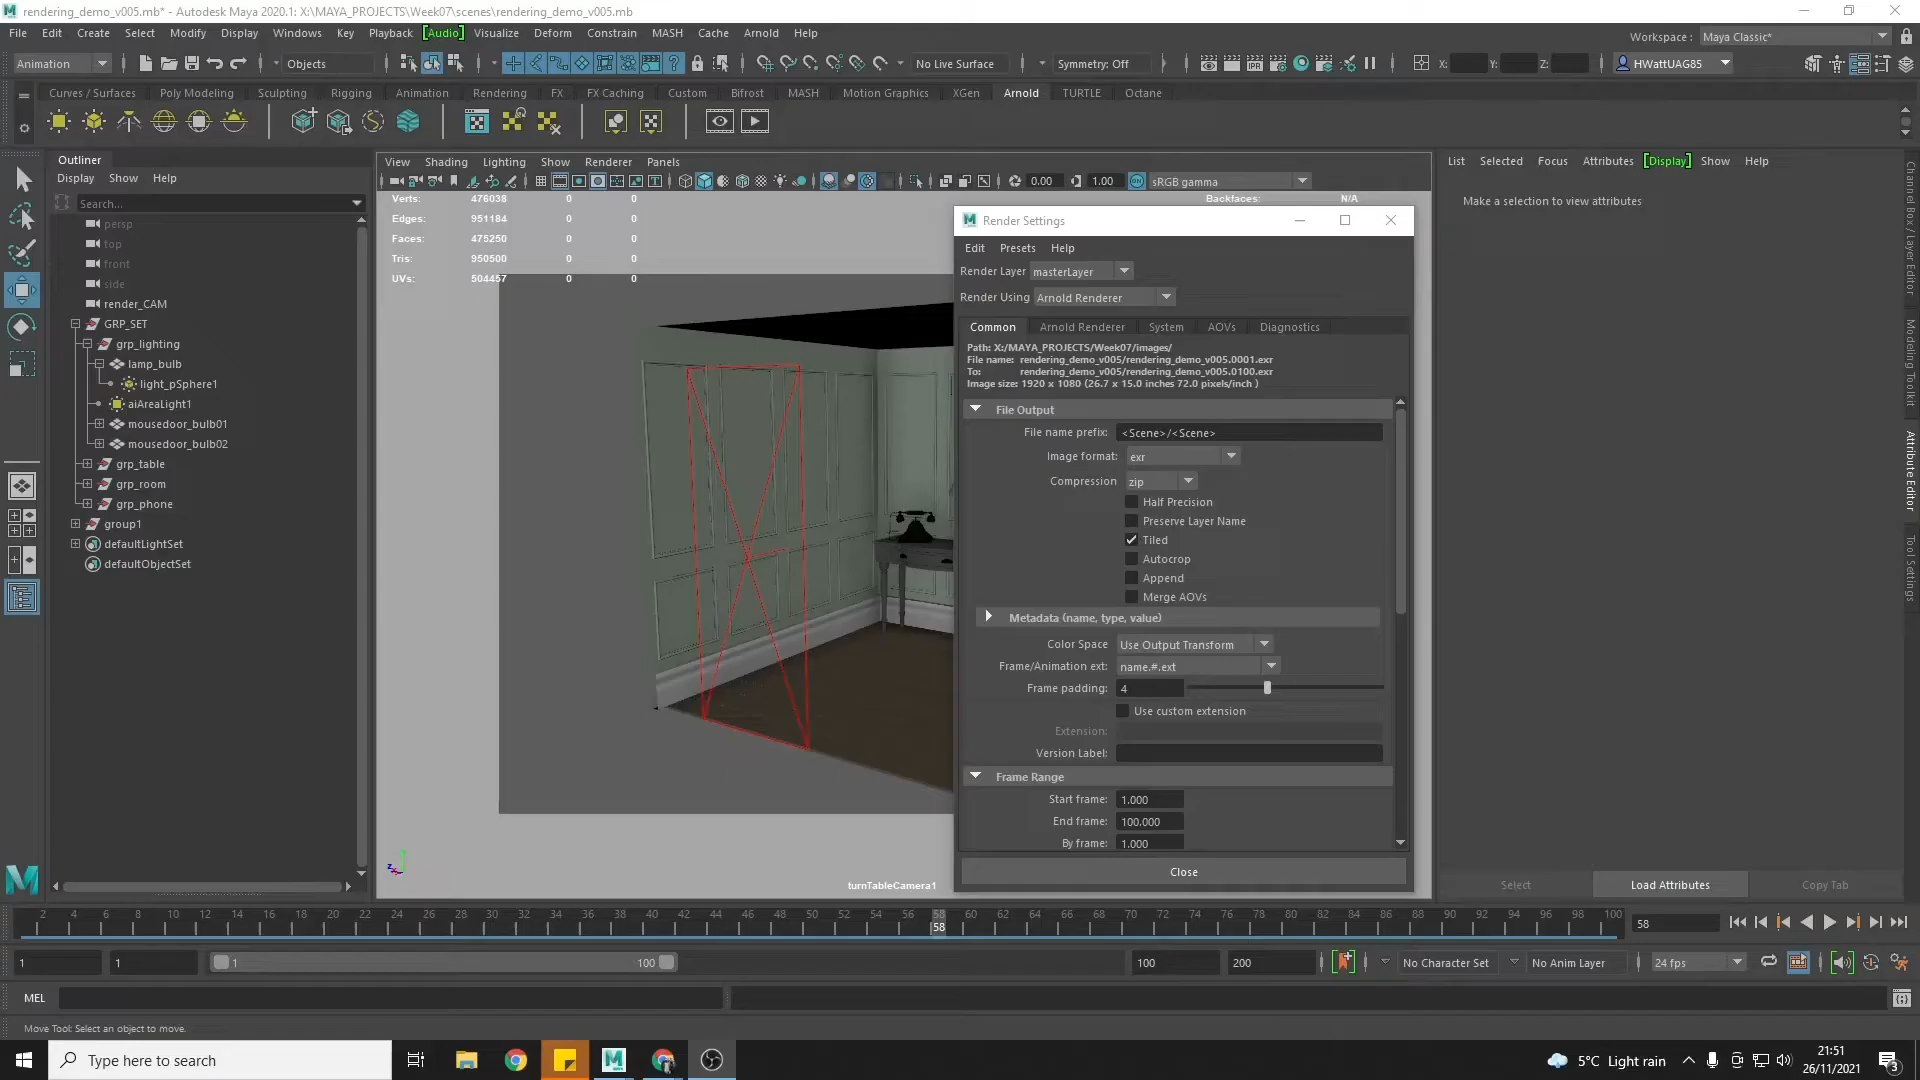 rendering_demo_v005.mb* - Autodesk Maya 2020.1: X:\MAYA_PROJECTS\Week07\scenes\rendering_demo_v005.mb
File Edit Create Select Modify Display Windows Key Playback [Audio] Visualize Deform Constrain MASH Cache Arnold Help
Workspace : Maya Classic*
Animation Objects No Live Surface Symmetry: Off X: Y: Z: HWattUAG85
Curves / Surfaces Poly Modeling Sculpting Rigging Animation Rendering FX FX Caching Custom Bifrost MASH Motion Graphics XGen Arnold TURTLE Octane
Outliner
Display Show Help
Search...
persp
top
front
side
render_CAM
GRP_SET
grp_lighting
lamp_bulb
light_pSphere1
aiAreaLight1
mousedoor_bulb01
mousedoor_bulb02
grp_table
grp_room
grp_phone
group1
defaultLightSet
defaultObjectSet
View Shading Lighting Show Renderer Panels
0.00 1.00 ON sRGB gamma
Verts: 476038 0 0
Edges: 951184 0 0
Faces: 475250 0 0
Tris: 950500 0 0
UVs: 504457 0 0
Backfaces: N/A
turnTableCamera1
Render Settings
Edit Presets Help
Render Layer masterLayer
Render Using Arnold Renderer
Common Arnold Renderer System AOVs Diagnostics
Path: X:/MAYA_PROJECTS/Week07/images/
File name: rendering_demo_v005/rendering_demo_v005.0001.exr
To: rendering_demo_v005/rendering_demo_v005.0100.exr
Image size: 1920 x 1080 (26.7 x 15.0 inches 72.0 pixels/inch )
File Output
File name prefix: <Scene>/<Scene>
Image format: exr
Compression zip
Half Precision
Preserve Layer Name
Tiled
Autocrop
Append
Merge AOVs
Metadata (name, type, value)
Color Space Use Output Transform
Frame/Animation ext: name.#.ext
Frame padding: 4
Use custom extension
Extension:
Version Label:
Frame Range
Start frame: 1.000
End frame: 100.000
By frame: 1.000
Close
List Selected Focus Attributes [Display] Show Help
Make a selection to view attributes
Select Load Attributes Copy Tab
Channel Box / Layer Editor
Modeling Toolkit
Attribute Editor
Tool Settings
2 4 6 8 10 12 14 16 18 20 22 24 26 28 30 32 34 36 38 40 42 44 46 48 50 52 54 56 58 60 62 64 66 68 70 72 74 76 78 80 82 84 86 88 90 92 94 96 98 100
58
58
1 1 1 100 100 200 No Character Set No Anim Layer 24 fps
MEL
Move Tool: Select an object to move.
Type here to search
5°C Light rain
21:51
26/11/2021
3